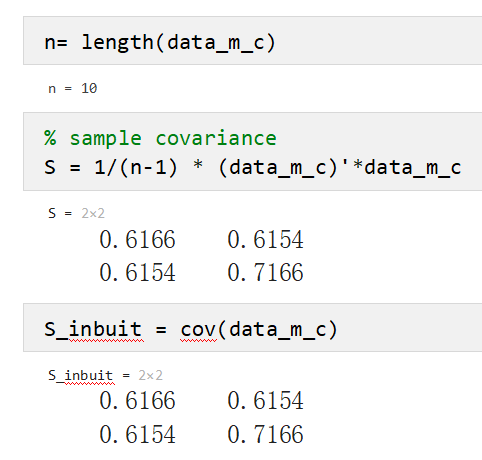 n= length(data_m_c)
n = 10
% sample covariance
S = 1/(n-1) * (data_m_c)'*data_m_c
S = 2×2
0.6166 0.6154
0.6154 0.7166
S_inbuit = cov(data_m_c)
S_inbuit = 2×2
0.6166 0.6154
0.6154 0.7166